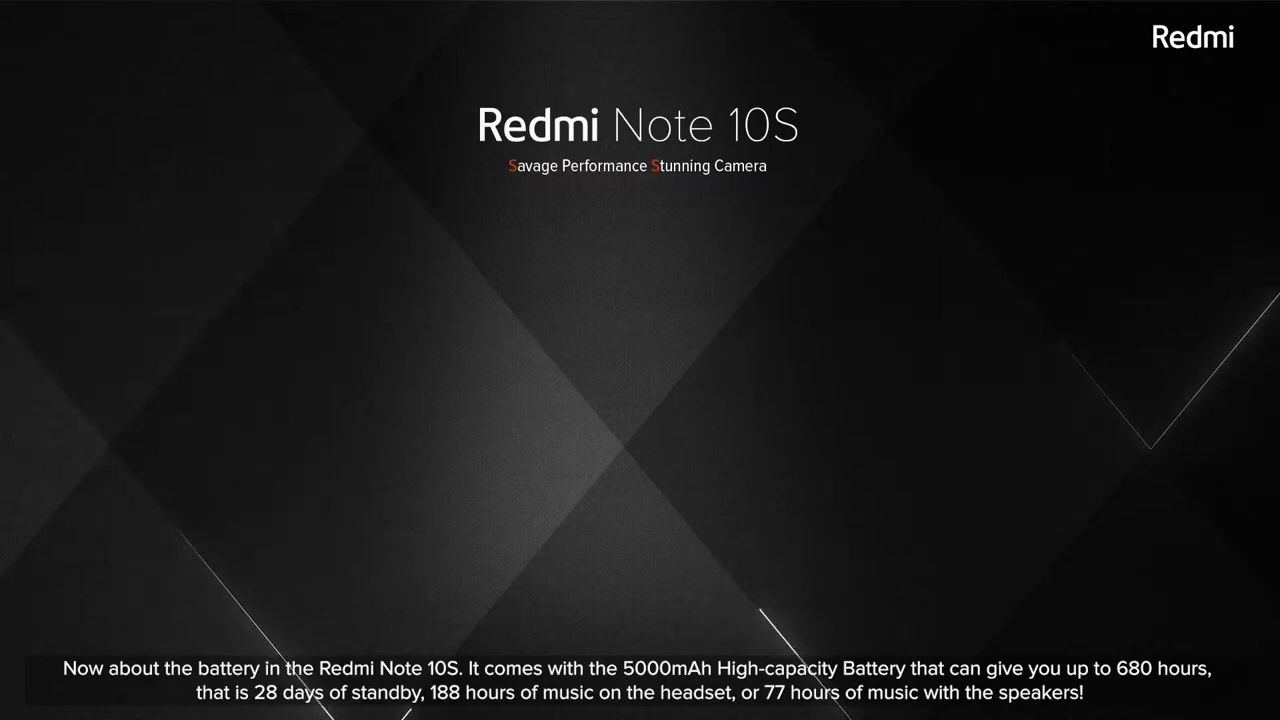 Redmi
Redmi Note 10S
Savage Performance Stunning Camera
Now about the battery in the Redmi Note 10S. It comes with the 5000mAh High-capacity Battery that can give you up to 680 hours,
that is 28 days of standby, 188 hours of music on the headset, or 77 hours of music with the speakers!